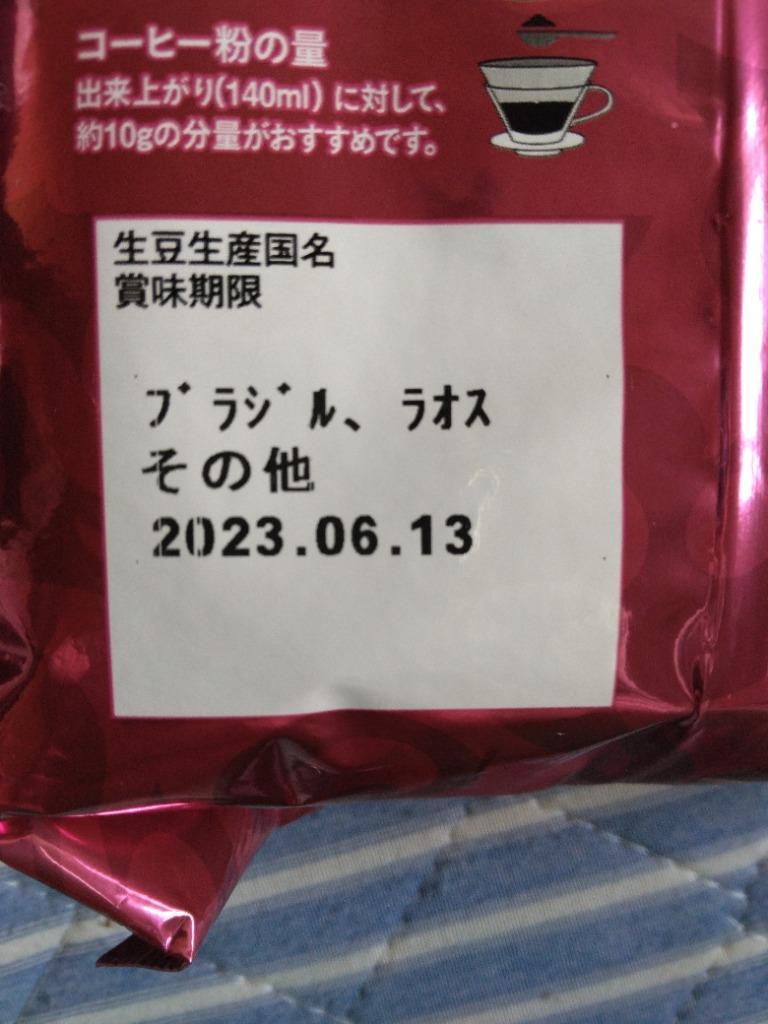 コーヒー粉の量
出来上がり(140ml)に対して、
約10gの分量がおすすめです。
生豆生産国名
賞味期限
ブラジル、ラオス
その他
2023.06.13